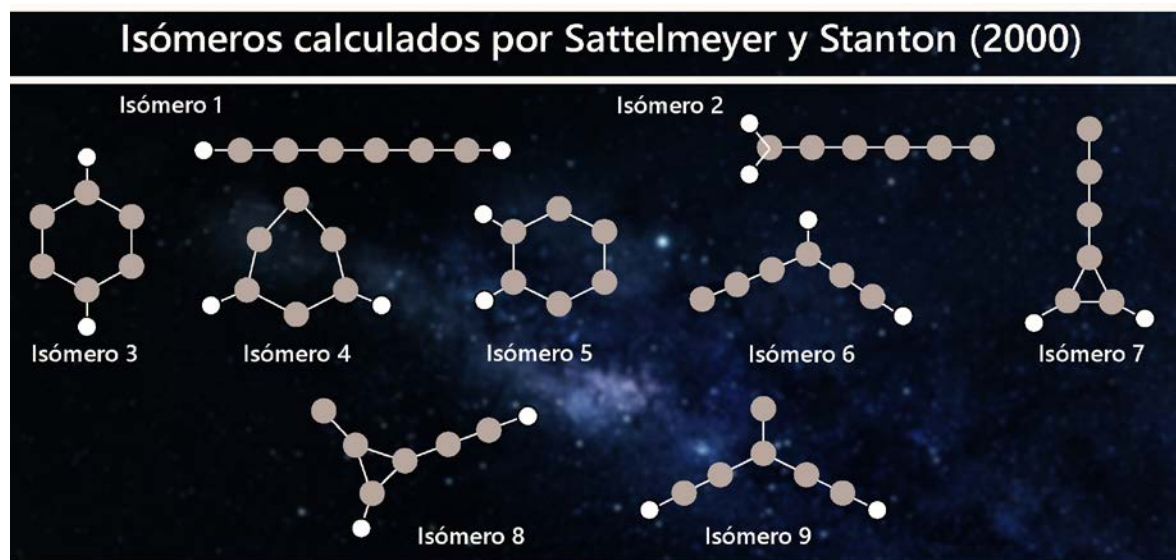 Isómeros calculados por Sattelmeyer y Stanton (2000)
Isómero 1
Isómero 2
Isómero 3
Isómero 4
Isómero 5
Isómero 6
Isómero 7
Isómero 8
Isómero 9